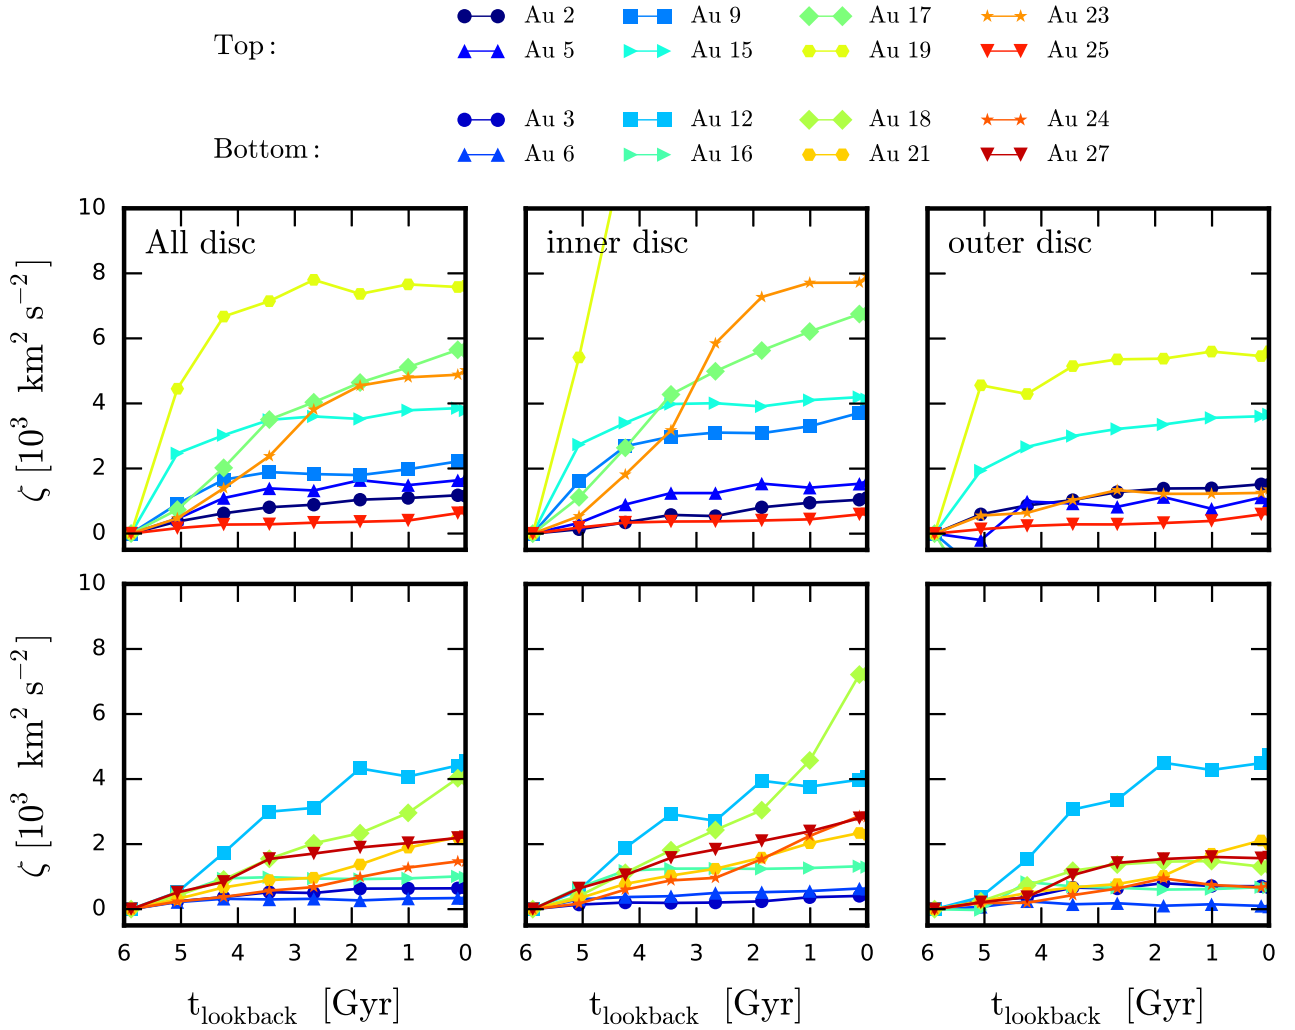 Top: Au 2 Au 9 Au 17 Au 23
Au 5 Au 15 Au 19 Au 25
Bottom: Au 3 Au 12 Au 18 Au 24
Au 6 Au 16 Au 21 Au 27
All disc inner disc outer disc
10
8
6
4
2
0
ζ [10³ km² s⁻²]
10
8
6
4
2
0
ζ [10³ km² s⁻²]
6 5 4 3 2 1 0 6 5 4 3 2 1 0 6 5 4 3 2 1 0
t_lookback [Gyr] t_lookback [Gyr] t_lookback [Gyr]